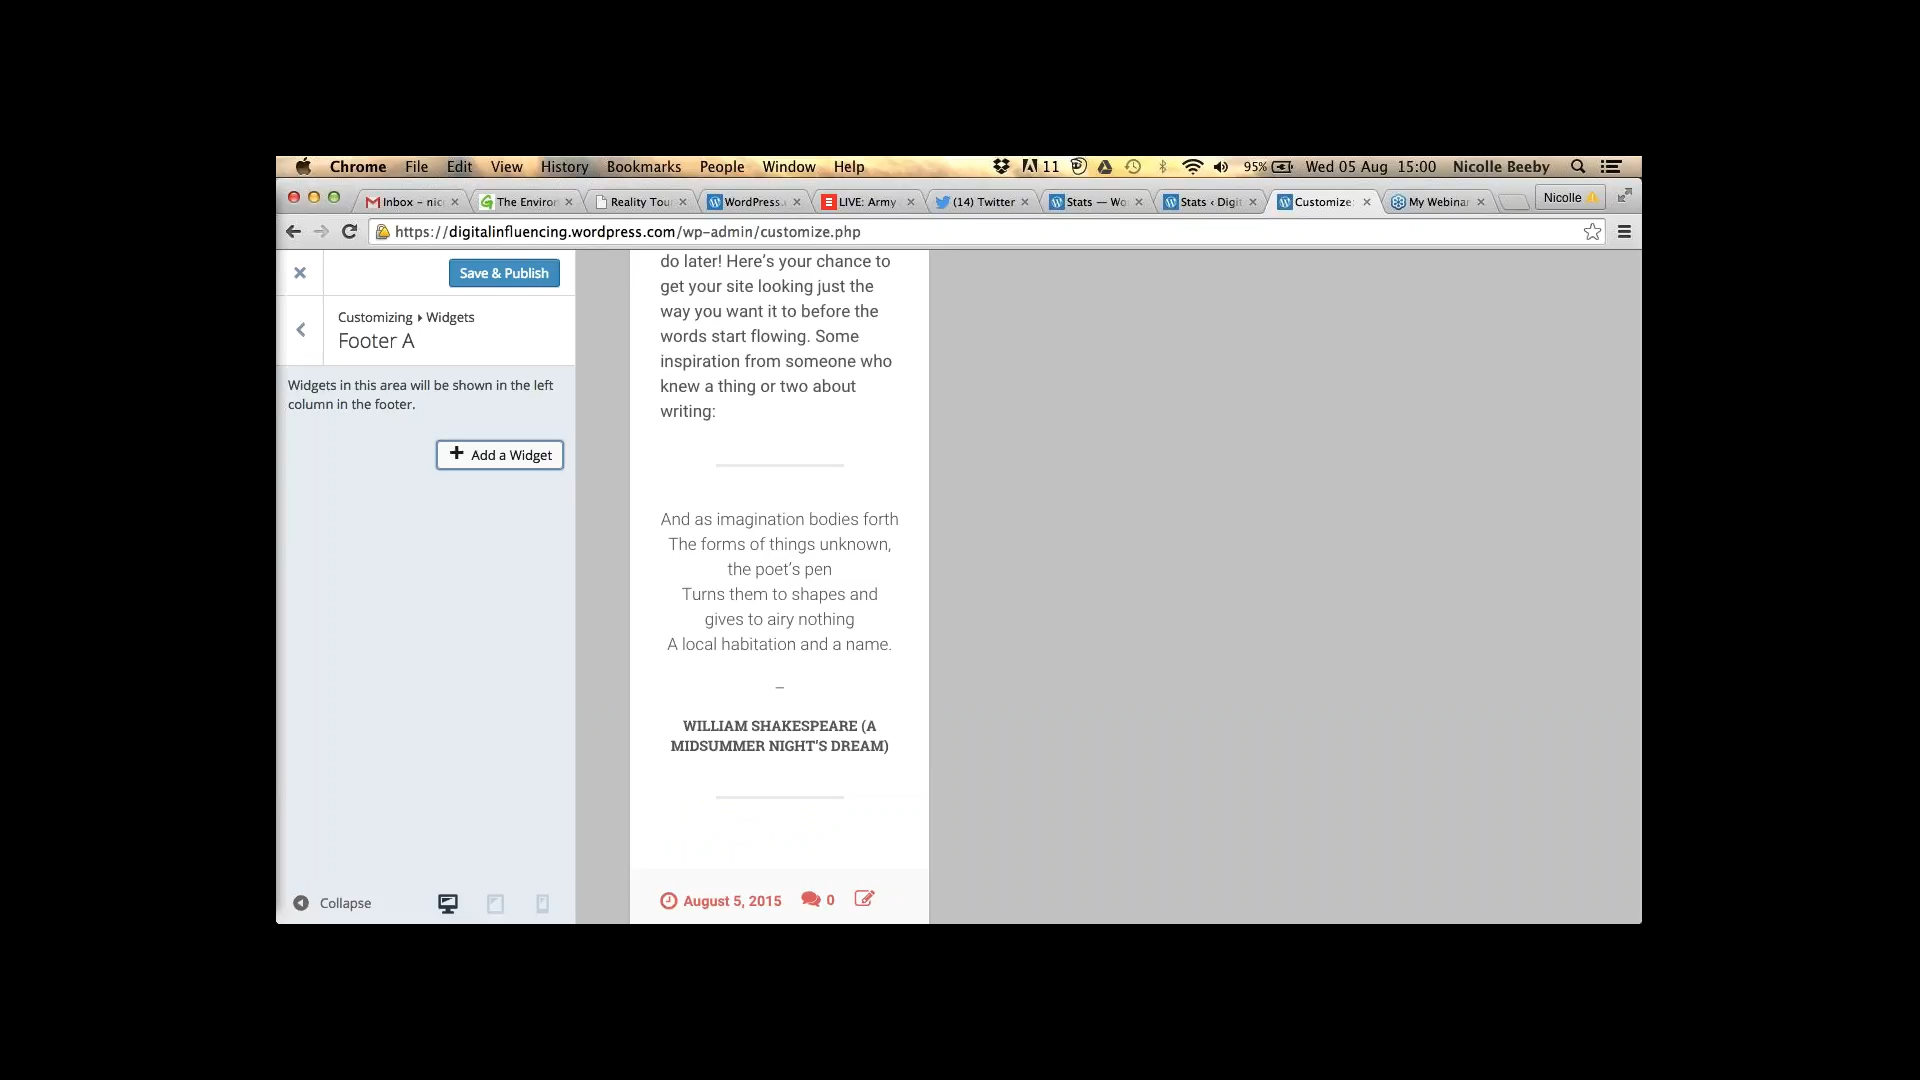 Chrome File Edit View History Bookmarks People Window Help 11 95% Wed 05 Aug 15:00 Nicolle Beeby
Inbox – nic The Enviror Reality Tou WordPress. LIVE: Army (14) Twitter Stats — Wo Stats ‹ Digit Customize: My Webinar Nicolle
https://digitalinfluencing.wordpress.com/wp-admin/customize.php
Save & Publish
Customizing ▸ Widgets
Footer A
Widgets in this area will be shown in the left
column in the footer.
Add a Widget
Collapse
do later! Here’s your chance to
get your site looking just the
way you want it to before the
words start flowing. Some
inspiration from someone who
knew a thing or two about
writing:
And as imagination bodies forth
The forms of things unknown,
the poet’s pen
Turns them to shapes and
gives to airy nothing
A local habitation and a name.
–
WILLIAM SHAKESPEARE (A
MIDSUMMER NIGHT’S DREAM)
August 5, 2015 0